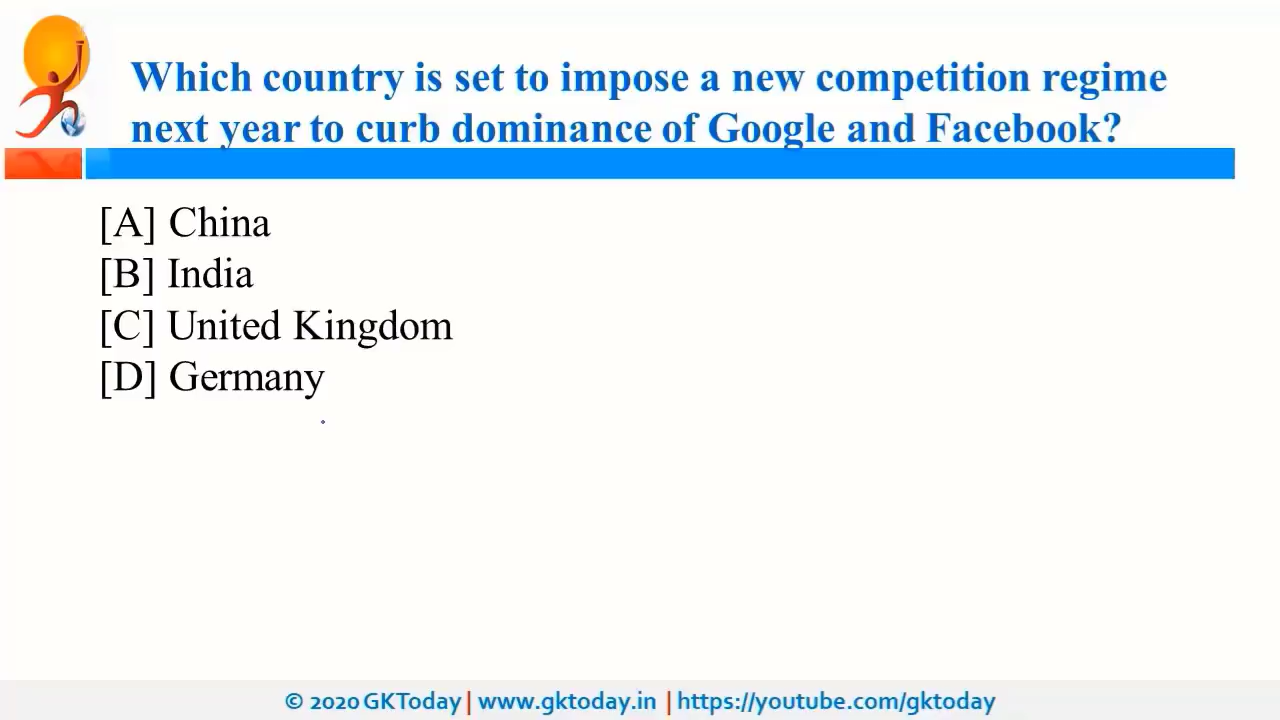 Which country is set to impose a new competition regime
next year to curb dominance of Google and Facebook?
[A] China
[B] India
[C] United Kingdom
[D] Germany
© 2020 GKToday | www.gktoday.in | https://youtube.com/gktoday